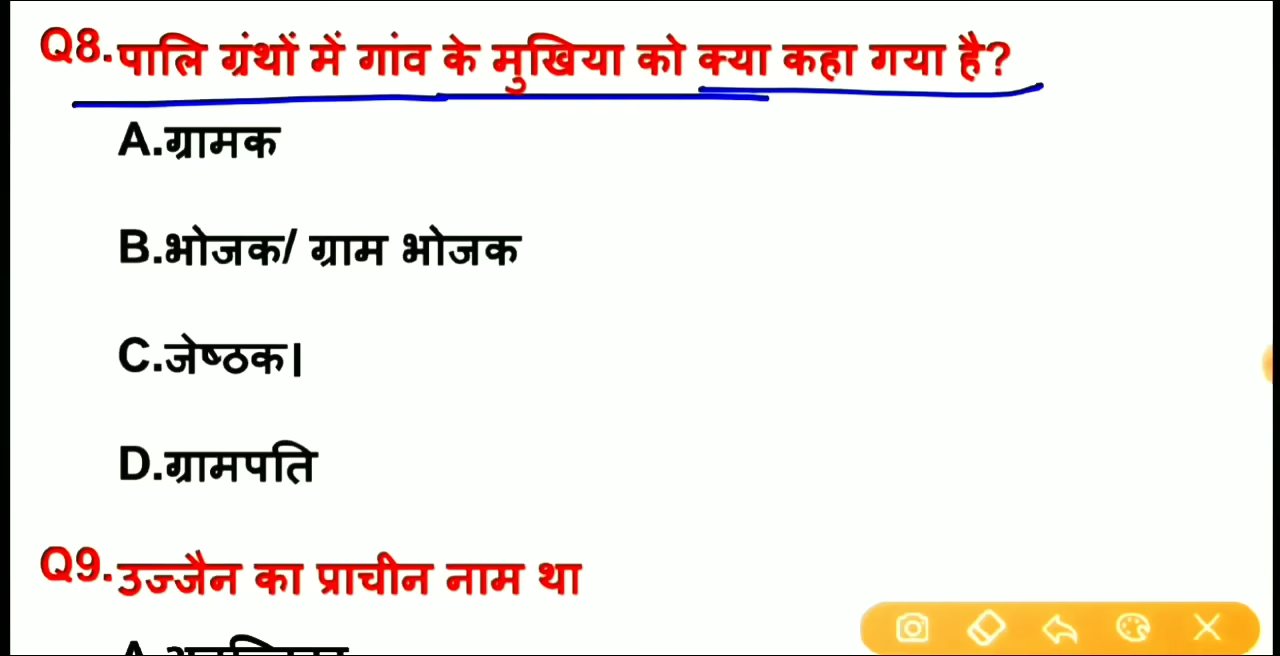 Q8.पालि ग्रंथों में गांव के मुखिया को क्या कहा गया है?
A.ग्रामक
B.भोजक/ ग्राम भोजक
C.जेष्ठक।
D.ग्रामपति
Q9.उज्जैन का प्राचीन नाम था